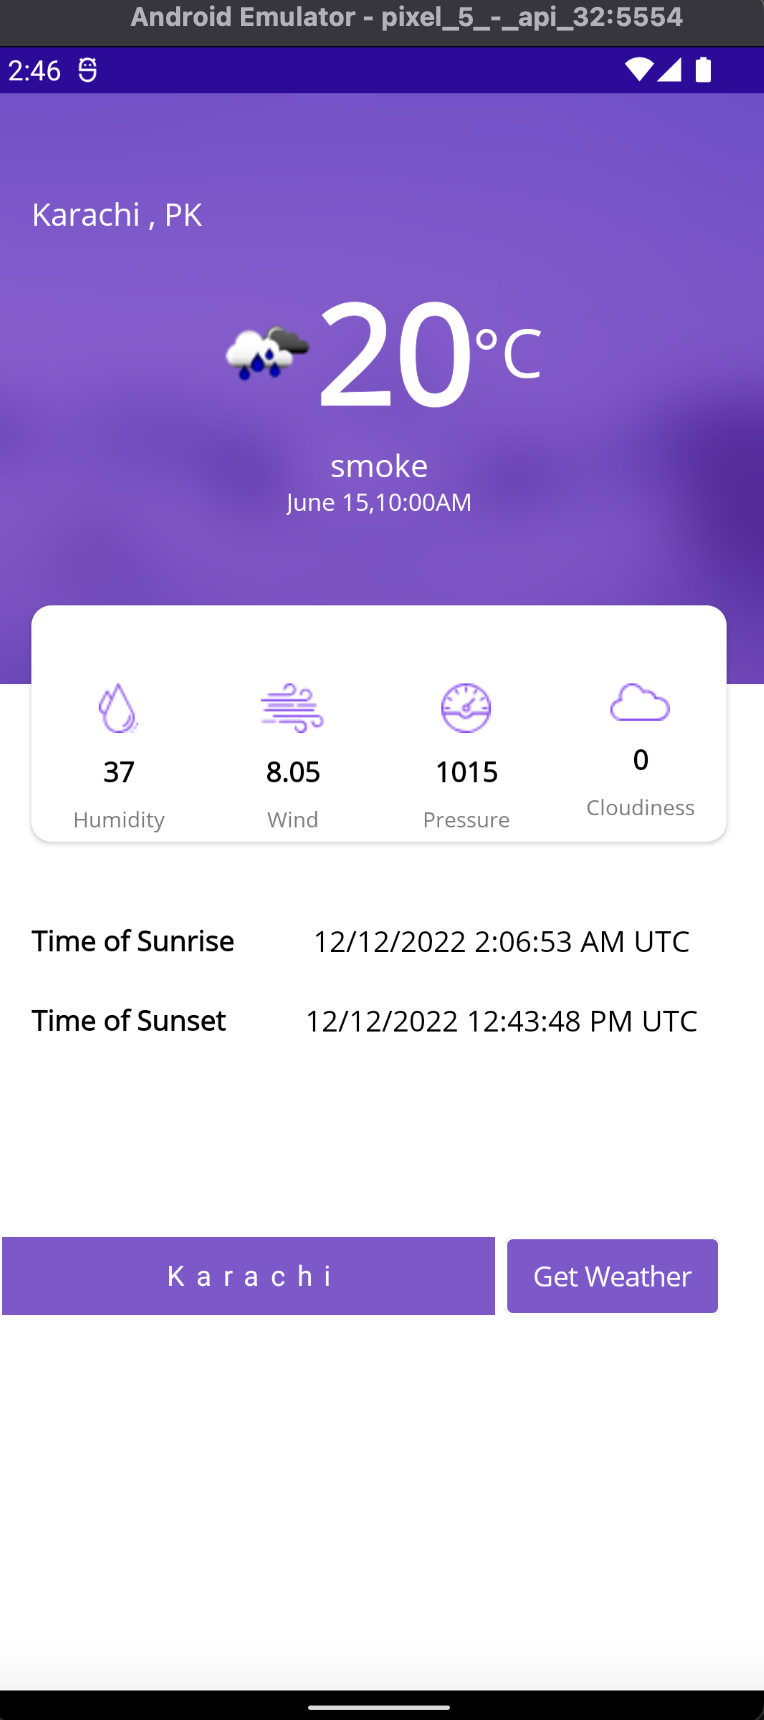 Android Emulator - pixel_5_-_api_32:5554
2:46
Karachi , PK
20°C
smoke
June 15,10:00AM
37 8.05 1015 0
Humidity Wind Pressure Cloudiness
Time of Sunrise 12/12/2022 2:06:53 AM UTC
Time of Sunset 12/12/2022 12:43:48 PM UTC
Karachi Get Weather